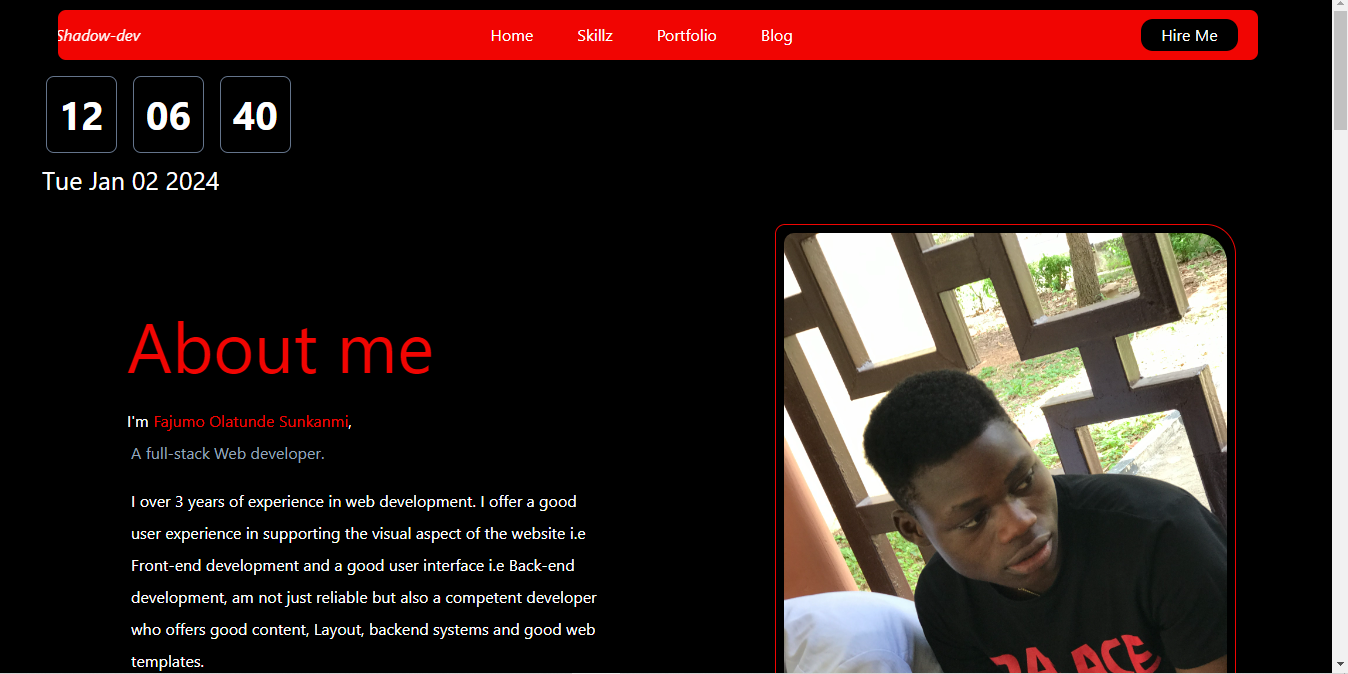 Shadow-dev
Home Skillz Portfolio Blog
Hire Me
12 06 40
Tue Jan 02 2024
About me
I'm Fajumo Olatunde Sunkanmi,
A full-stack Web developer.
I over 3 years of experience in web development. I offer a good
user experience in supporting the visual aspect of the website i.e
Front-end development and a good user interface i.e Back-end
development, am not just reliable but also a competent developer
who offers good content, Layout, backend systems and good web
templates.